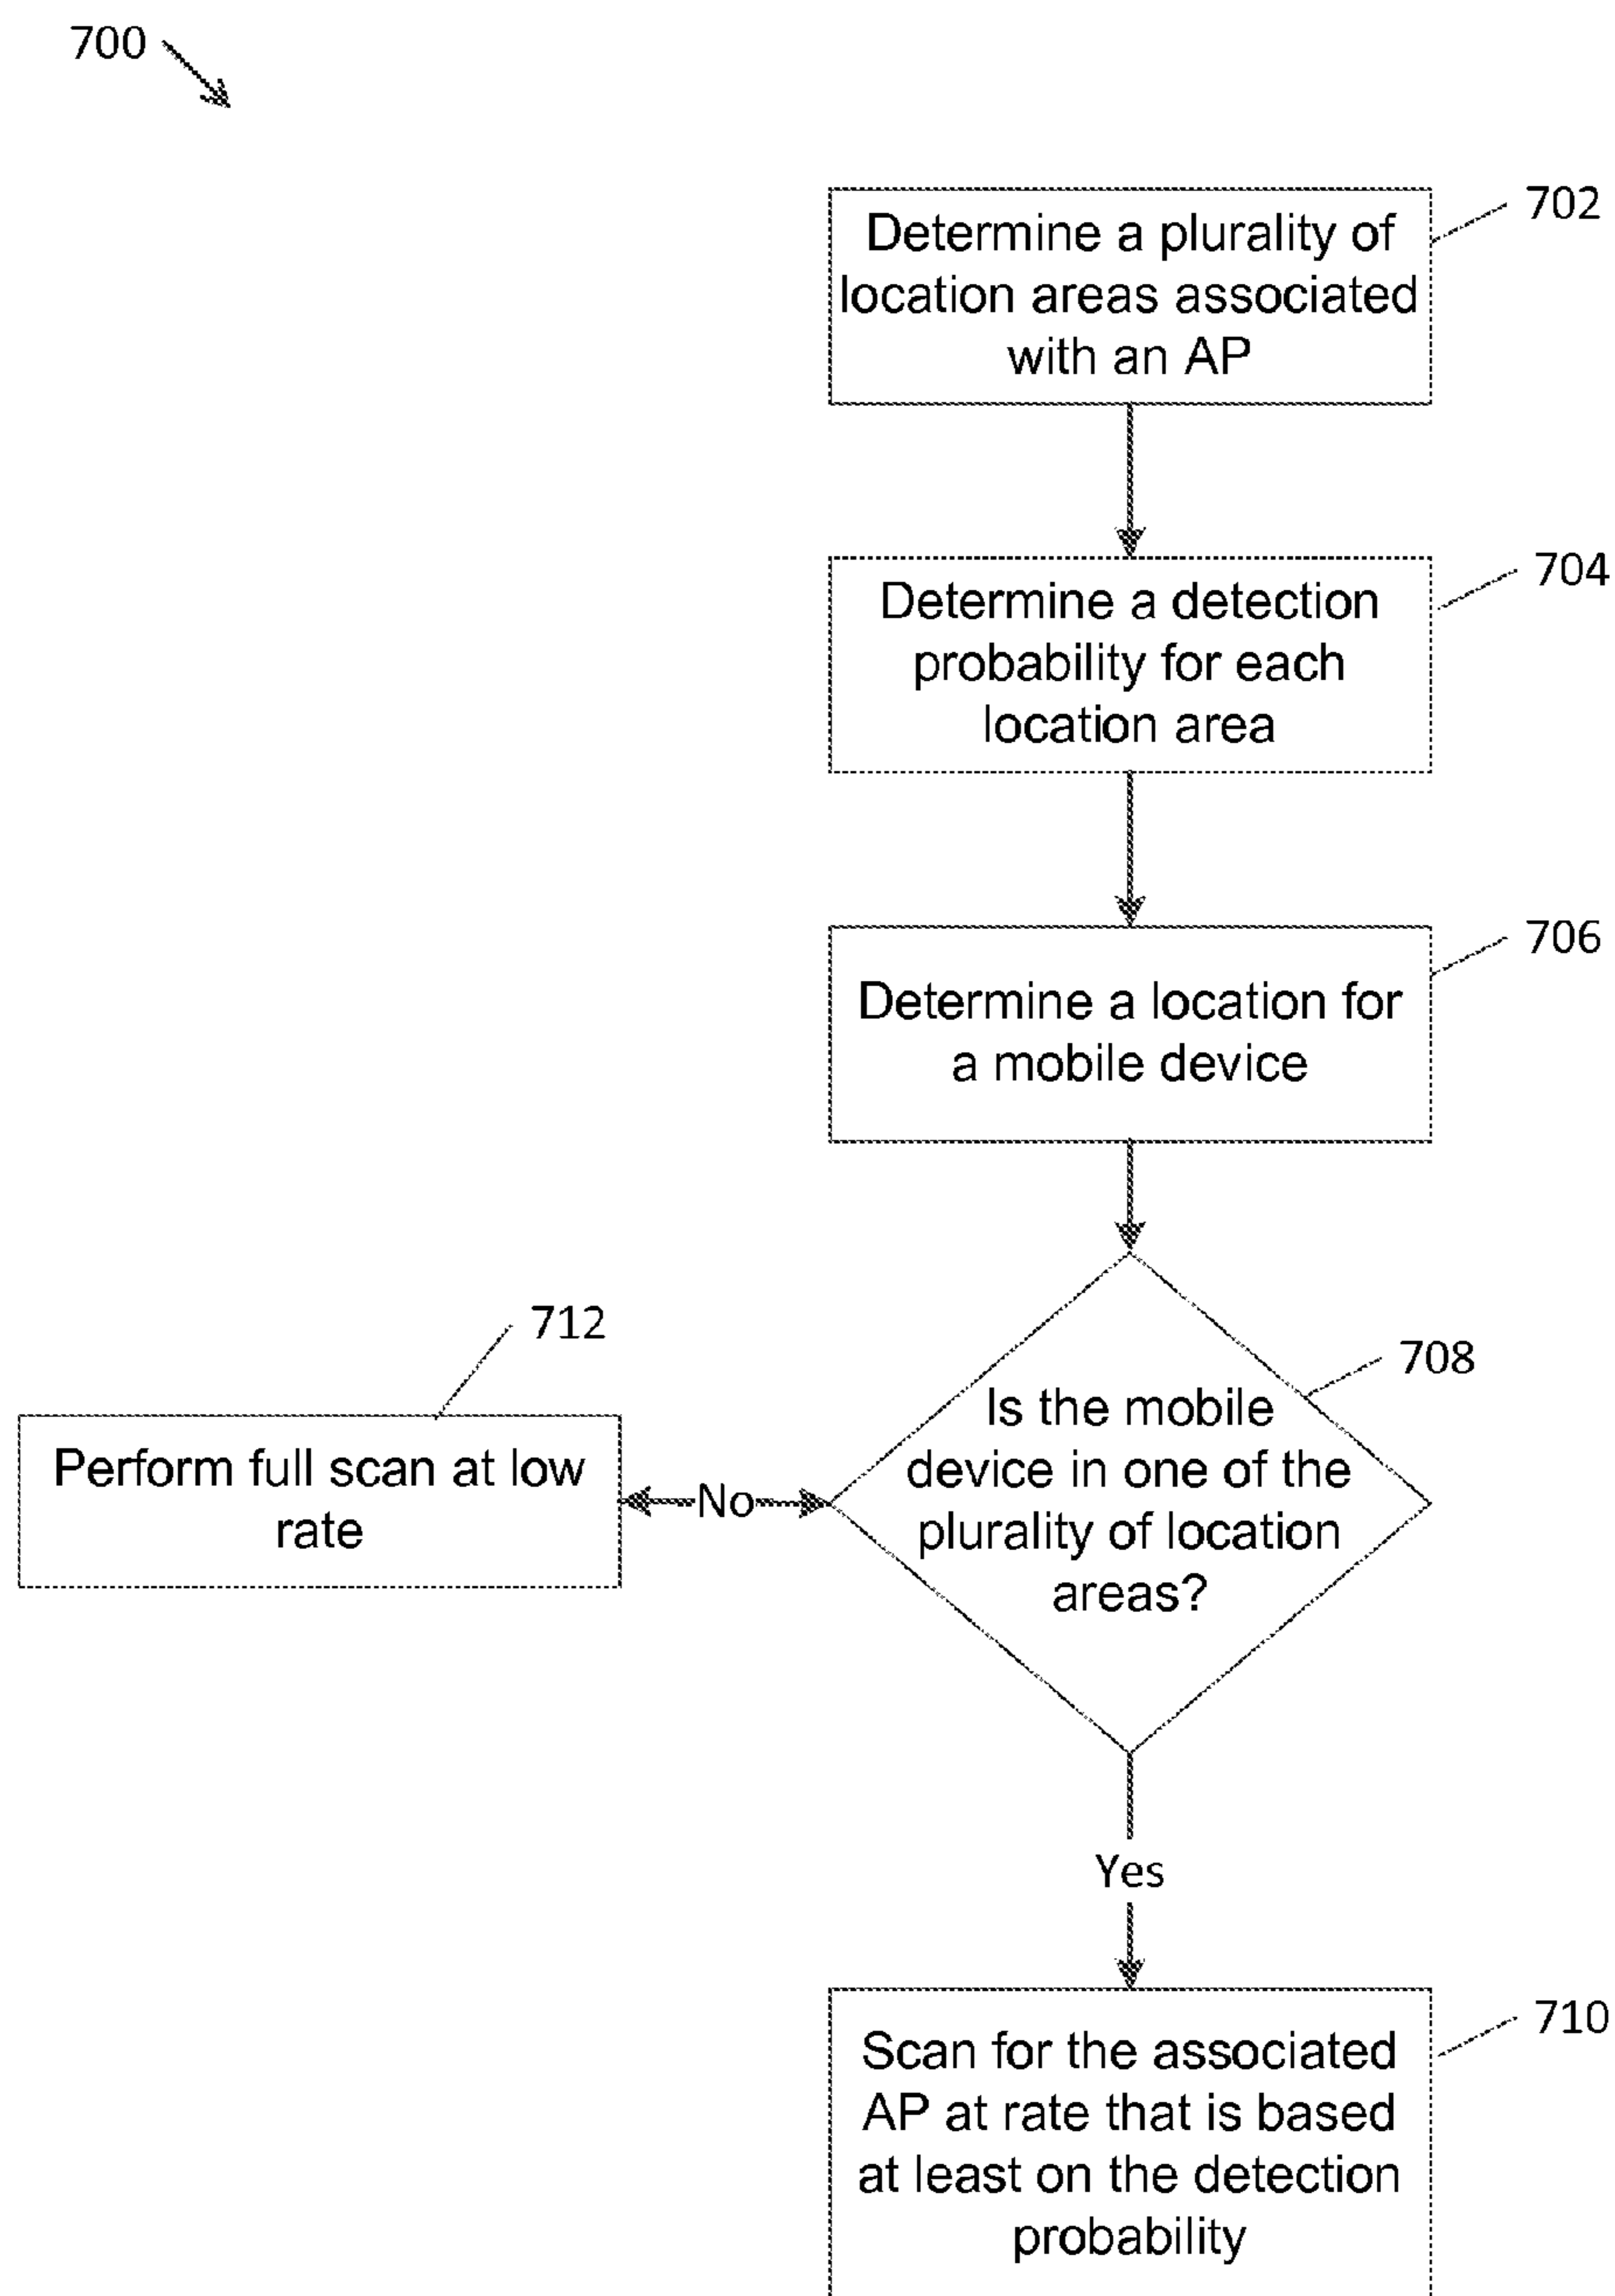 700
702
Determine a plurality of
location areas associated
with an AP
704
Determine a detection
probability for each
location area
706
Determine a location for
a mobile device
712
708
Is the mobile
device in one of the
plurality of location
areas?
Perform full scan at low
rate
No
Yes
710
Scan for the associated
AP at rate that is based
at least on the detection
probability